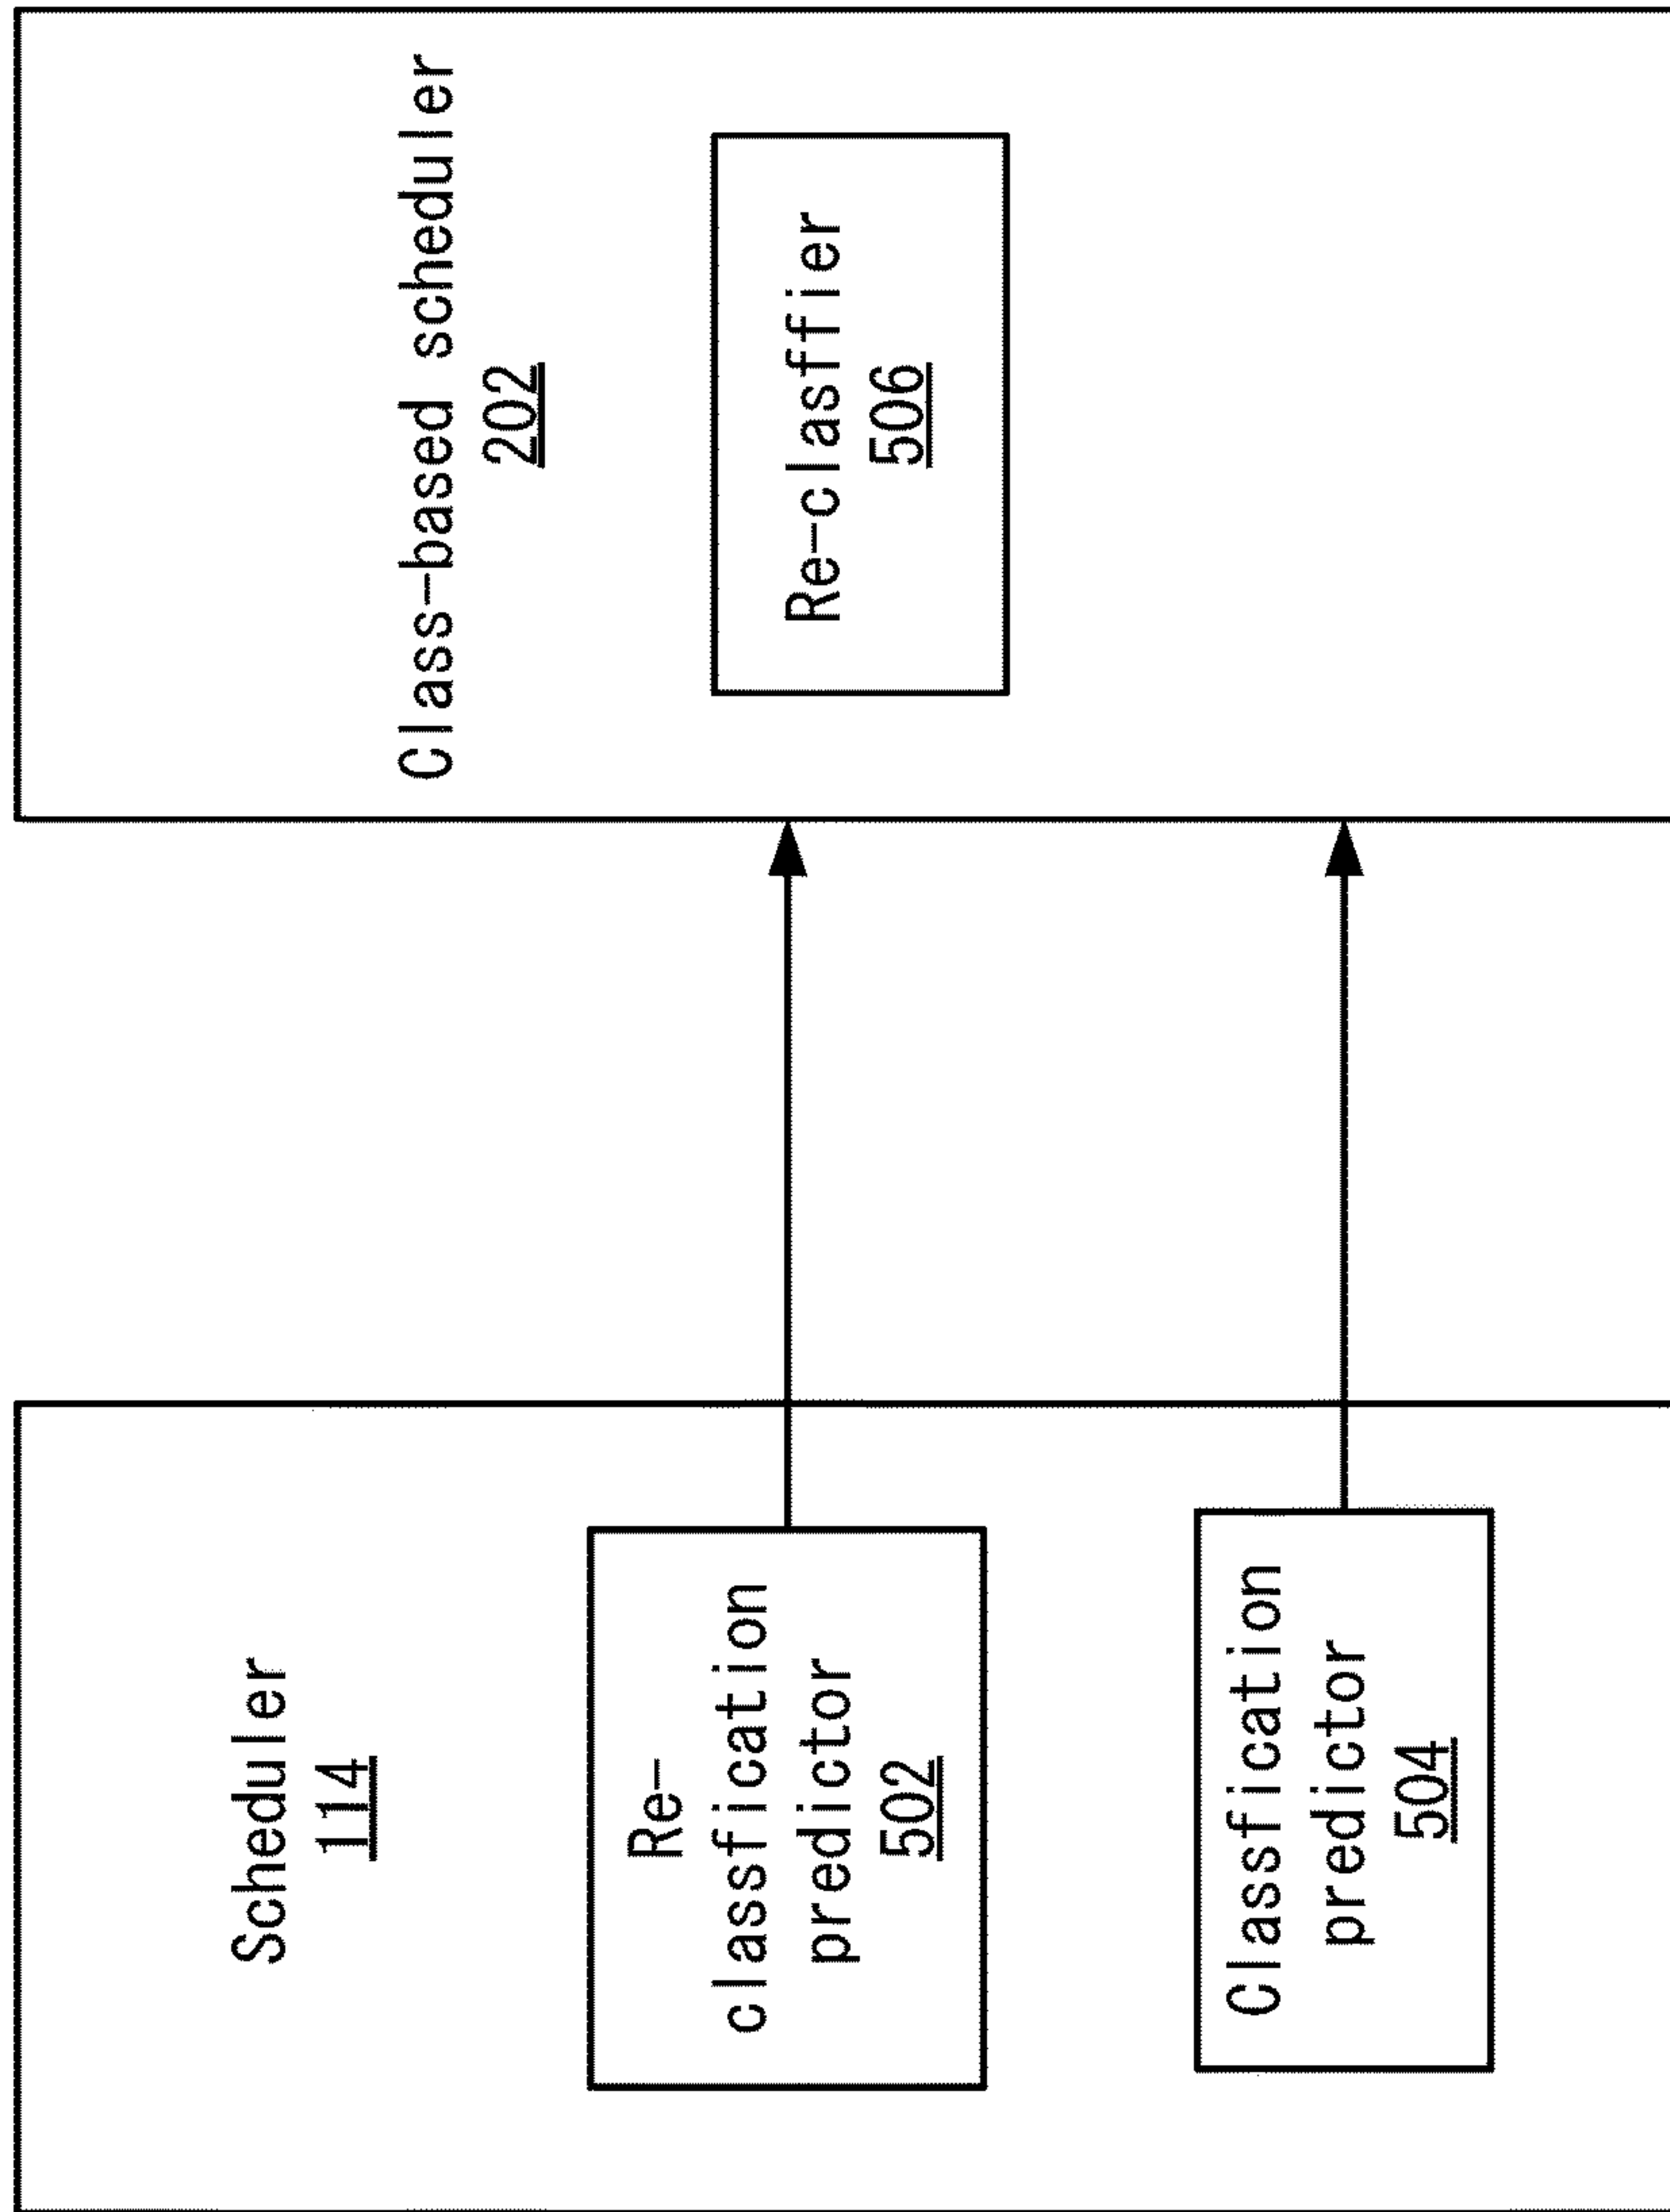 Scheduler
114
Re-
classfication
predictor
502
Classfication
predictor
504
Class-based scheduler
202
Re-clasffier
506